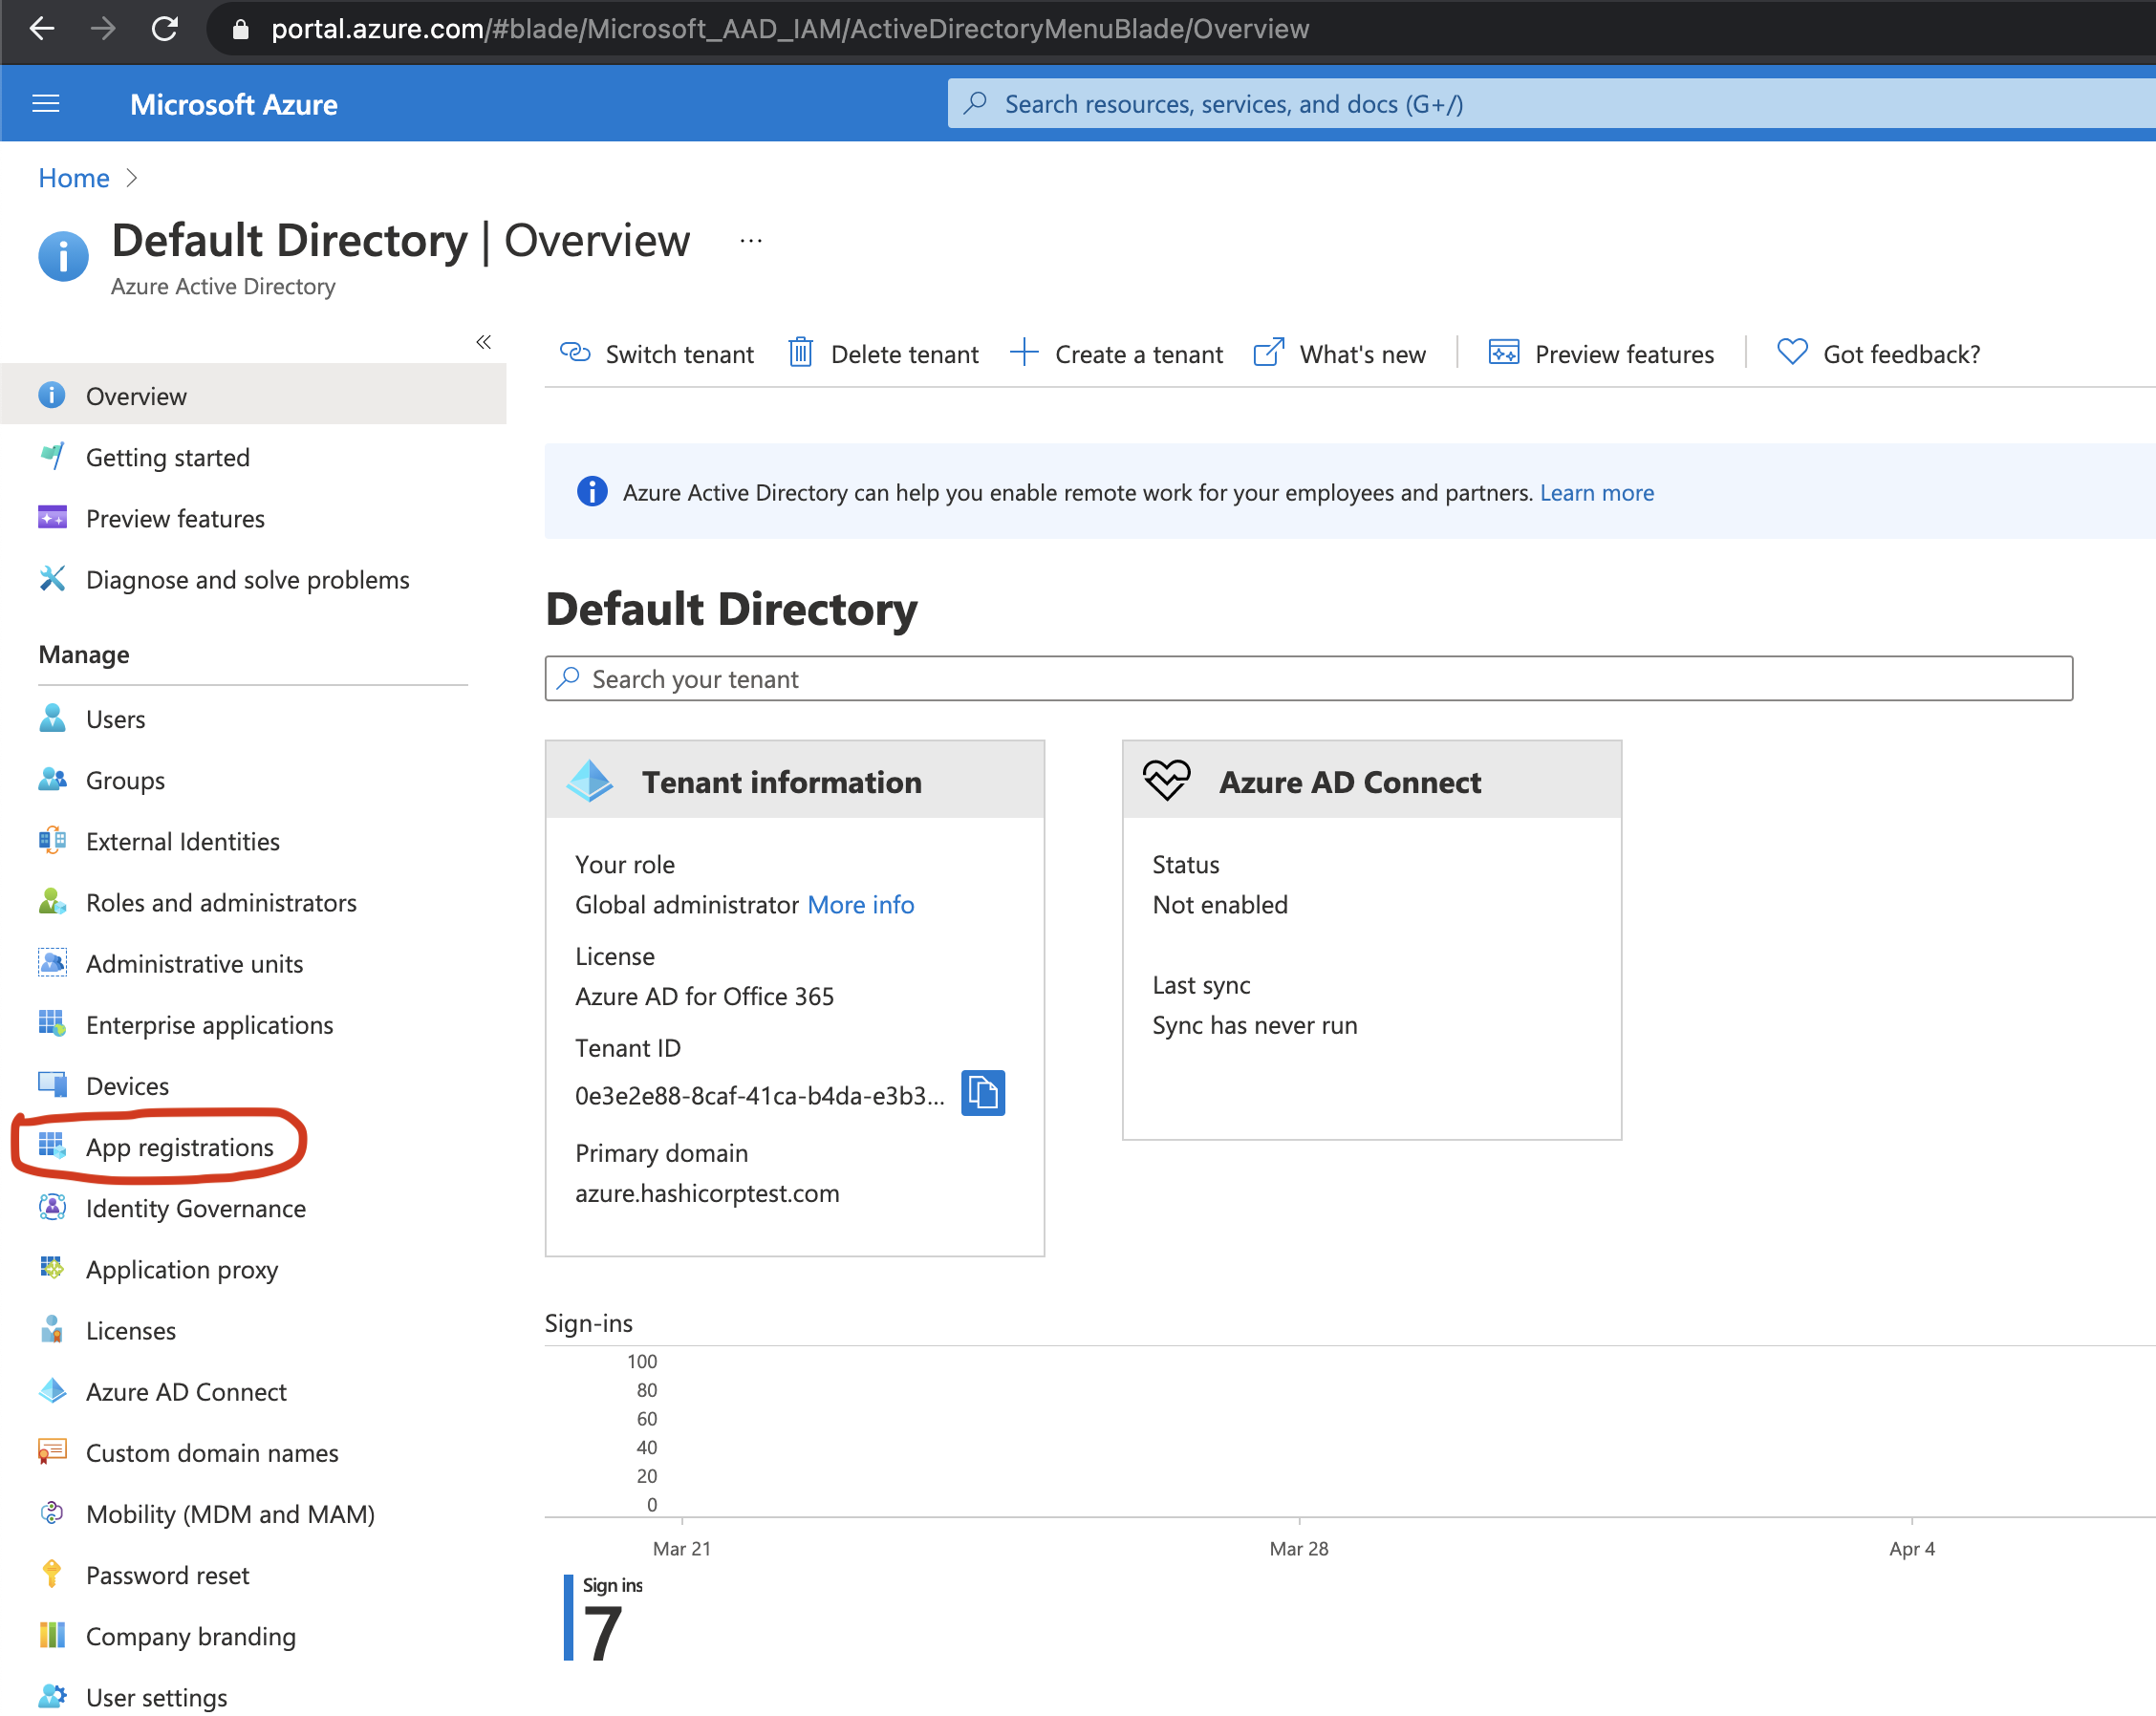 portal.azure.com/#blade/Microsoft_AAD_IAM/ActiveDirectoryMenuBlade/Overview
Microsoft Azure
Search resources, services, and docs (G+/)
Home
Default Directory | Overview ...
Azure Active Directory
Overview
Getting started
Preview features
Diagnose and solve problems
Manage
Users
Groups
External Identities
Roles and administrators
Administrative units
Enterprise applications
Devices
App registrations
Identity Governance
Application proxy
Licenses
Azure AD Connect
Custom domain names
Mobility (MDM and MAM)
Password reset
Company branding
User settings
Switch tenant Delete tenant Create a tenant What's new Preview features Got feedback?
Azure Active Directory can help you enable remote work for your employees and partners. Learn more
Default Directory
Search your tenant
Tenant information
Your role
Global administrator More info
License
Azure AD for Office 365
Tenant ID
0e3e2e88-8caf-41ca-b4da-e3b3...
Primary domain
azure.hashicorptest.com
Azure AD Connect
Status
Not enabled
Last sync
Sync has never run
Sign-ins
100
80
60
40
20
0
Mar 21 Mar 28 Apr 4
Sign ins
7